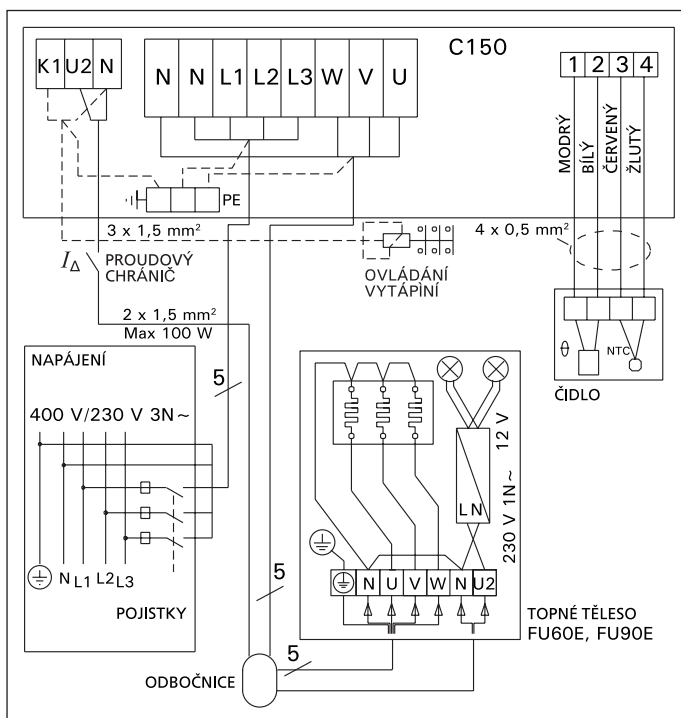 C150
K1 U2 N
N N L1 L2 L3 W V U
1 2 3 4
MODRÝ
BÍLÝ
ČERVENÝ
ŽLUTÝ
PE
3 x 1,5 mm²
4 x 0,5 mm²
I∆ PROUDOVÝ
CHRÁNIČ
OVLÁDÁNÍ
VYTÁPÌNÍ
2 x 1,5 mm²
Max 100 W
θ NTC
ČIDLO
NAPÁJENÍ
400 V/230 V 3N~
5
N L1 L2 L3
POJISTKY
12 V
L N
230 V 1N~
N U V W N U2
TOPNÉ TĚLESO
FU60E, FU90E
5
5
ODBOČNICE